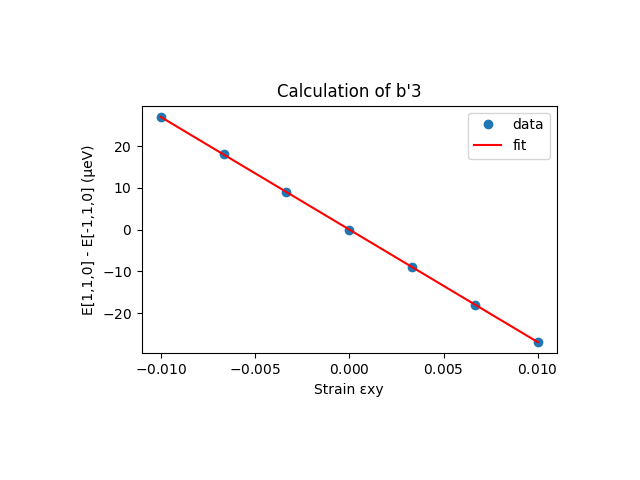 Calculation of b'3
data
fit
E[1,1,0] - E[-1,1,0] (µeV)
20
10
0
−10
−20
−0.010 −0.005 0.000 0.005 0.010
Strain εxy